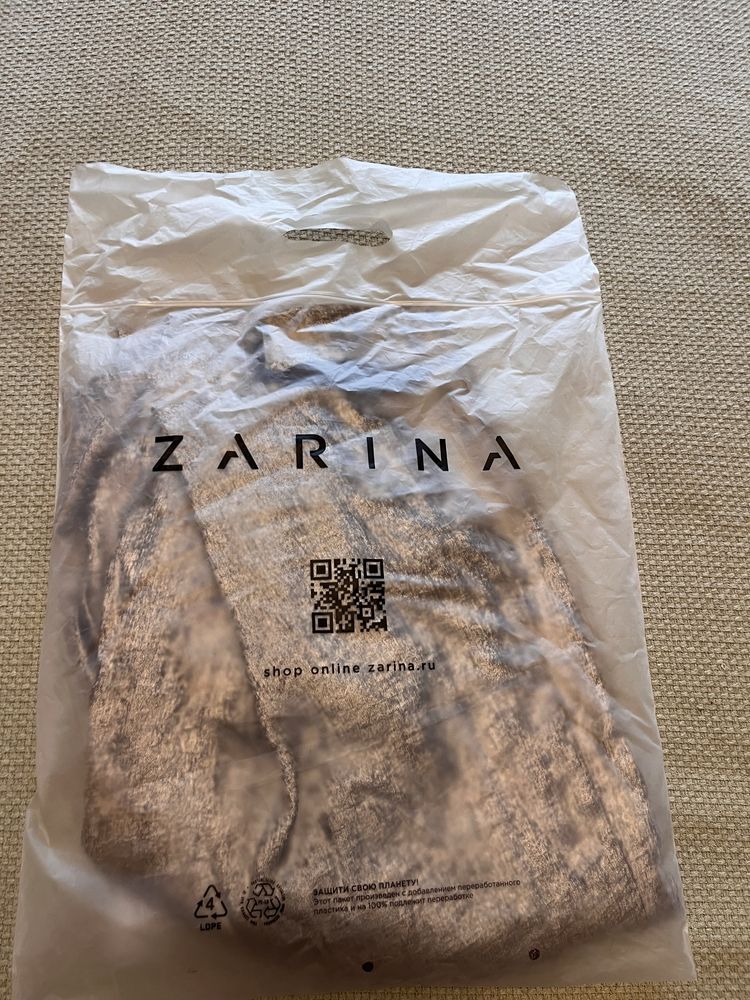 ZARINA
shop online zarina.ru
4
LDPE
ЗАЩИТИ СВОЮ ПЛАНЕТУ!
Этот пакет произведен с добавлением переработанного
пластика и на 100% подлежит переработке